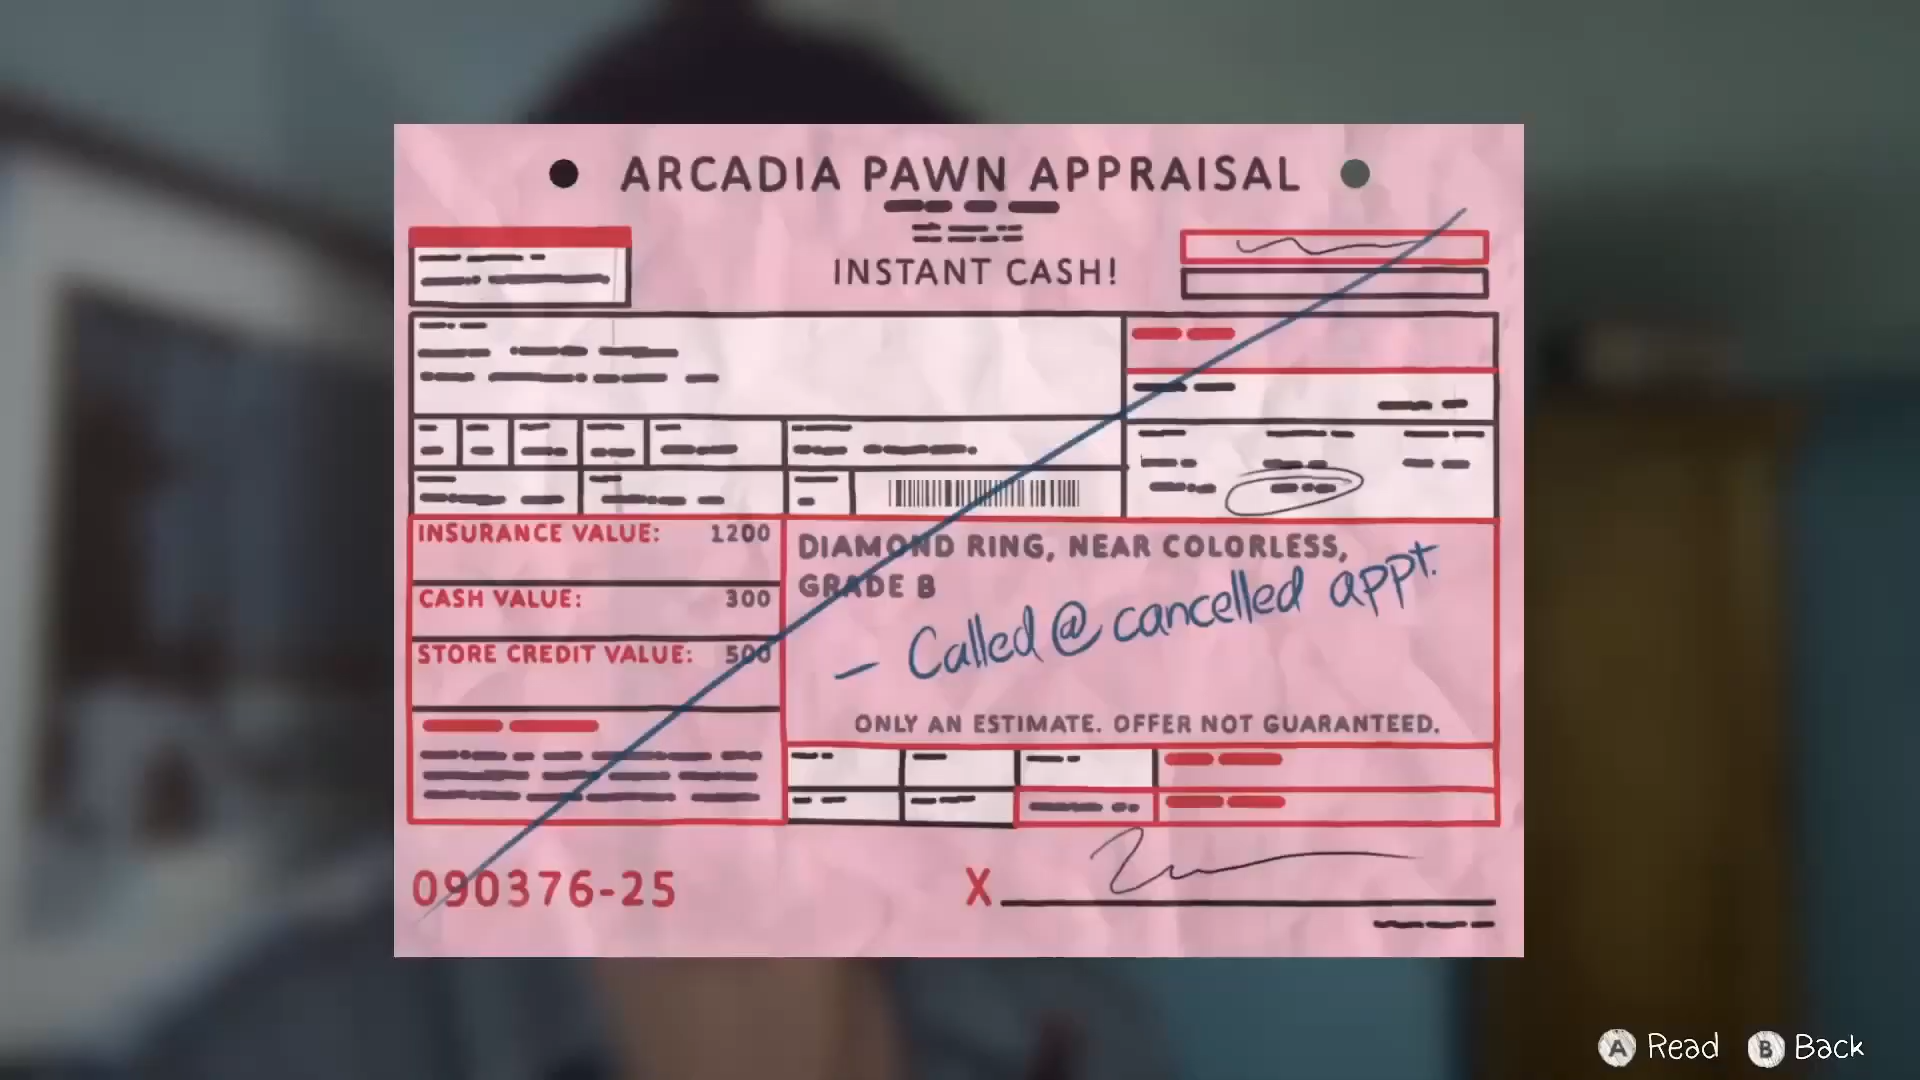 ARCADIA PAWN APPRAISAL
INSTANT CASH!
INSURANCE VALUE: 1200
CASH VALUE: 300
STORE CREDIT VALUE: 500
DIAMOND RING, NEAR COLORLESS,
GRADE B
— Called @ cancelled appt.
ONLY AN ESTIMATE. OFFER NOT GUARANTEED.
090376-25
X
A Read B Back